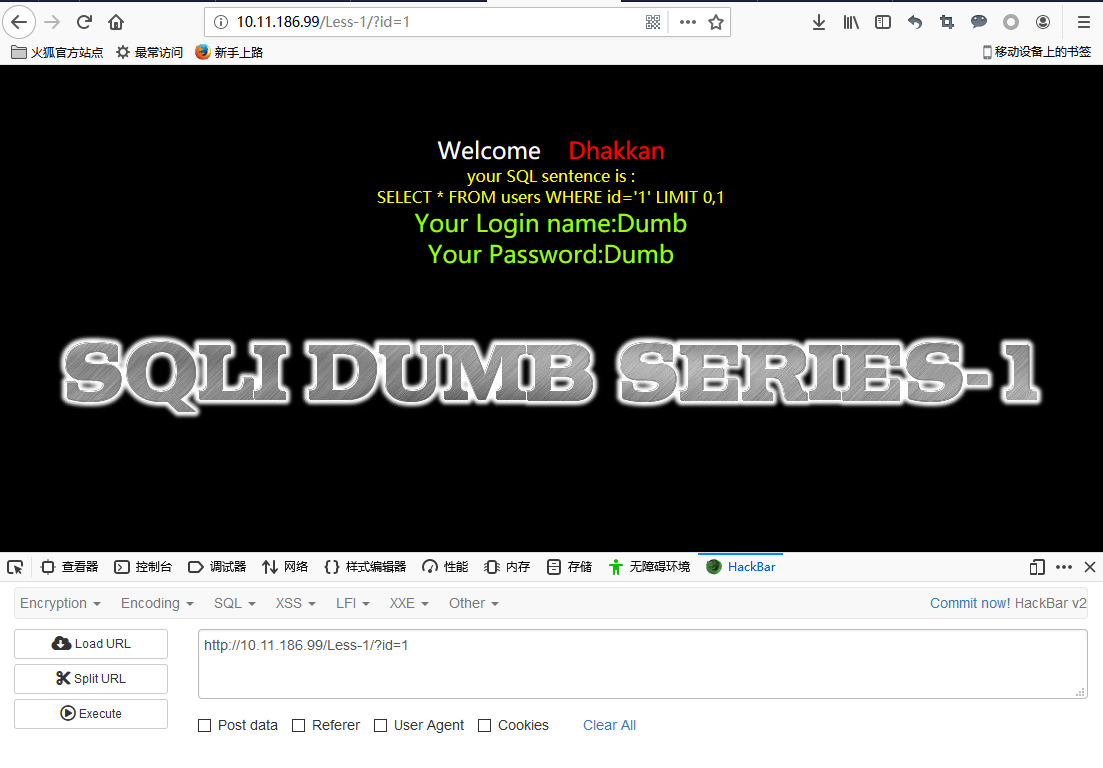 10.11.186.99/Less-1/?id=1
火狐官方站点 最常访问 新手上路 移动设备上的书签
Welcome Dhakkan
your SQL sentence is :
SELECT * FROM users WHERE id='1' LIMIT 0,1
Your Login name:Dumb
Your Password:Dumb
SQLI DUMB SERIES-1
查看器 控制台 调试器 网络 样式编辑器 性能 内存 存储 无障碍环境 HackBar
Encryption Encoding SQL XSS LFI XXE Other Commit now! HackBar v2
Load URL http://10.11.186.99/Less-1/?id=1
Split URL
Execute
Post data Referer User Agent Cookies Clear All